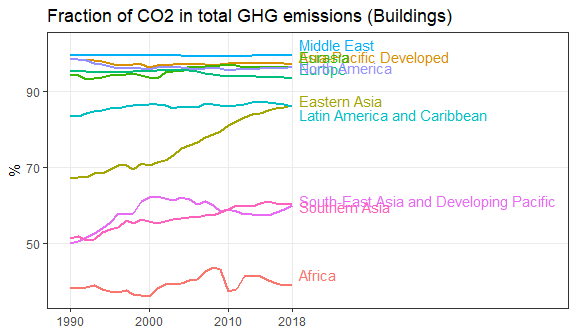 Fraction of CO2 in total GHG emissions (Buildings)
Middle East
Eurasia
Asia-Pacific Developed
North America
Europe
90
Eastern Asia
Latin America and Caribbean
%
70
South-East Asia and Developing Pacific
Southern Asia
50
Africa
1990 2000 2010 2018